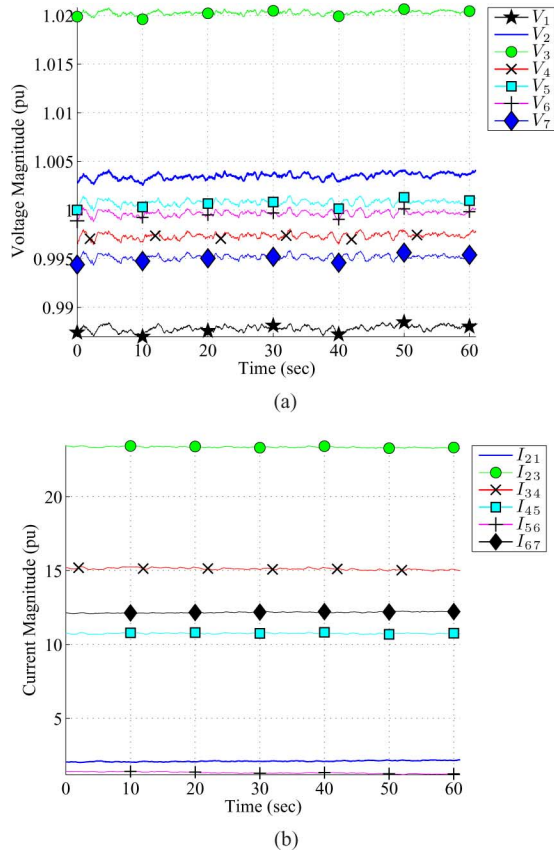 1.02
1.015
1.01
1.005
1
0.995
0.99
Voltage Magnitude (pu)
0 10 20 30 40 50 60
Time (sec)
V1
V2
V3
V4
V5
V6
V7
(a)
20
15
10
5
Current Magnitude (pu)
0 10 20 30 40 50 60
Time (sec)
I21
I23
I34
I45
I56
I67
(b)